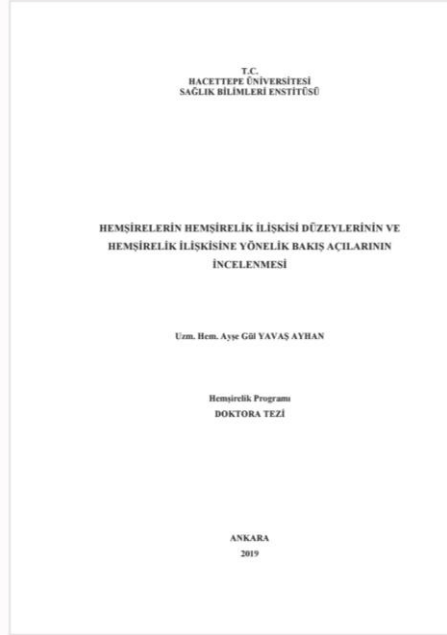 T.C.
HACETTEPE ÜNİVERSİTESİ
SAĞLIK BİLİMLERİ ENSTİTÜSÜ
HEMŞİRELERİN HEMŞİRELİK İLİŞKİSİ DÜZEYLERİNİN VE
HEMŞİRELİK İLİŞKİSİNE YÖNELİK BAKIŞ AÇILARININ
İNCELENMESİ
Uzm. Hem. Ayşe Gül YAVAŞ AYHAN
Hemşirelik Programı
DOKTORA TEZİ
ANKARA
2019